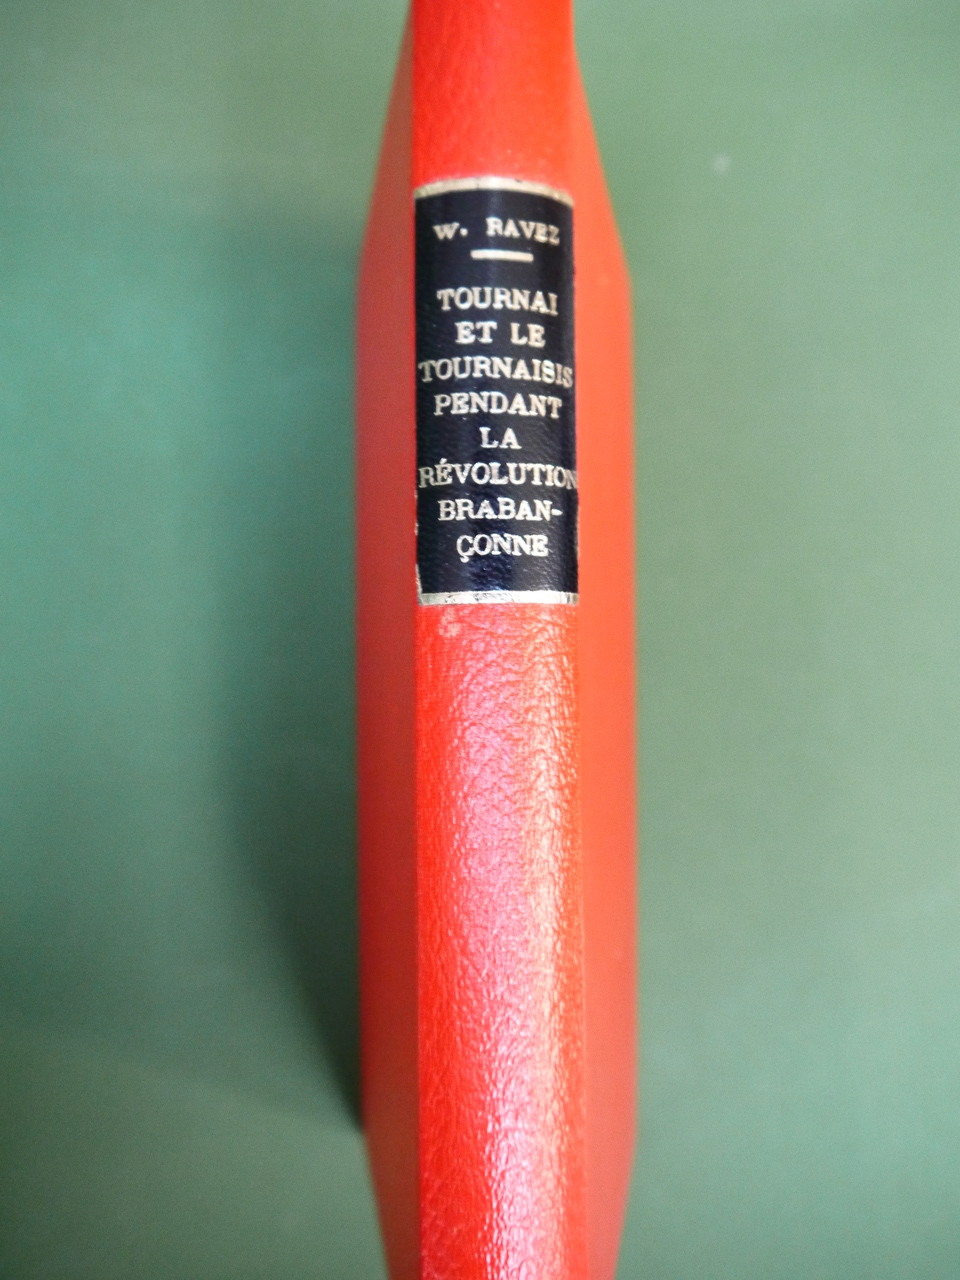 W. RAVEZ
TOURNAI
ET LE
TOURNAISIS
PENDANT
LA
RÉVOLUTION
BRABAN-
ÇONNE